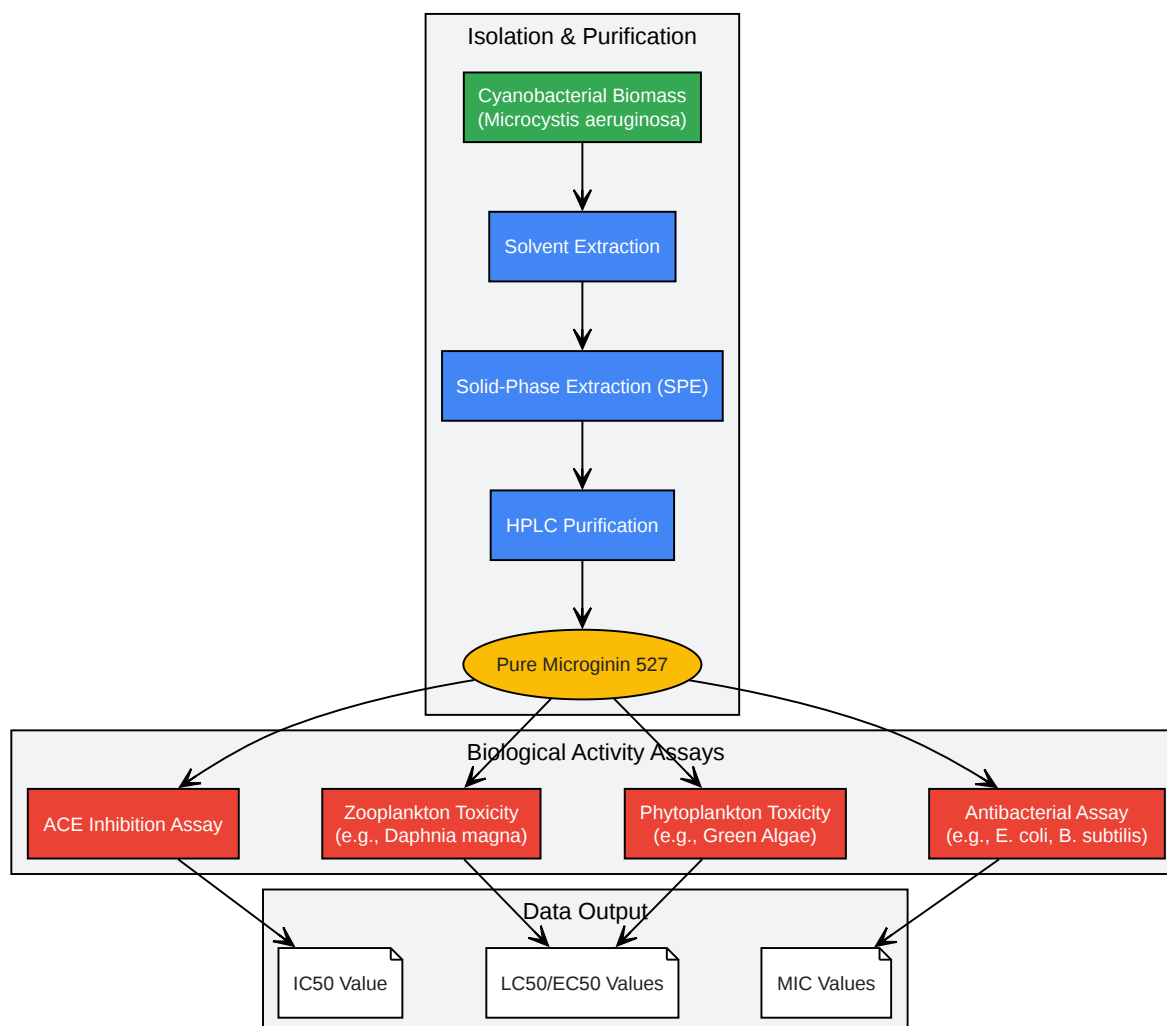 Isolation & Purification
Cyanobacterial Biomass
(Microcystis aeruginosa)
Solvent Extraction
Solid-Phase Extraction (SPE)
HPLC Purification
Pure Microginin 527
Biological Activity Assays
ACE Inhibition Assay
Zooplankton Toxicity
(e.g., Daphnia magna)
Phytoplankton Toxicity
(e.g., Green Algae)
Antibacterial Assay
(e.g., E. coli, B. subtilis)
Data Output
IC50 Value
LC50/EC50 Values
MIC Values